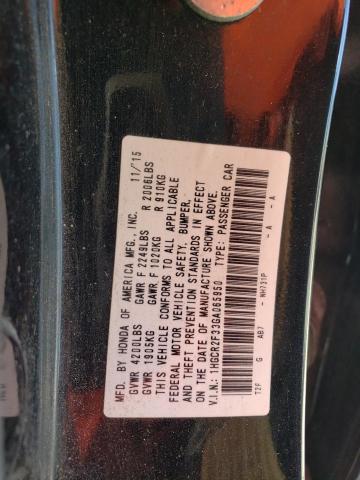 MFD. BY HONDA OF AMERICA MFG., INC. 11/15
GVWR 4200LBS GAWR F 2249LBS R 2006LBS
GVWR 1905KG GAWR F 1020KG R 910KG
THIS VEHICLE CONFORMS TO ALL APPLICABLE
FEDERAL MOTOR VEHICLE SAFETY, BUMPER,
AND THEFT PREVENTION STANDARDS IN EFFECT
ON THE DATE OF MANUFACTURE SHOWN ABOVE.
V.I.N.: 1HGCR2F33GA065950 TYPE: PASSENGER CAR
T2F G AB7 - NH731P - A - A